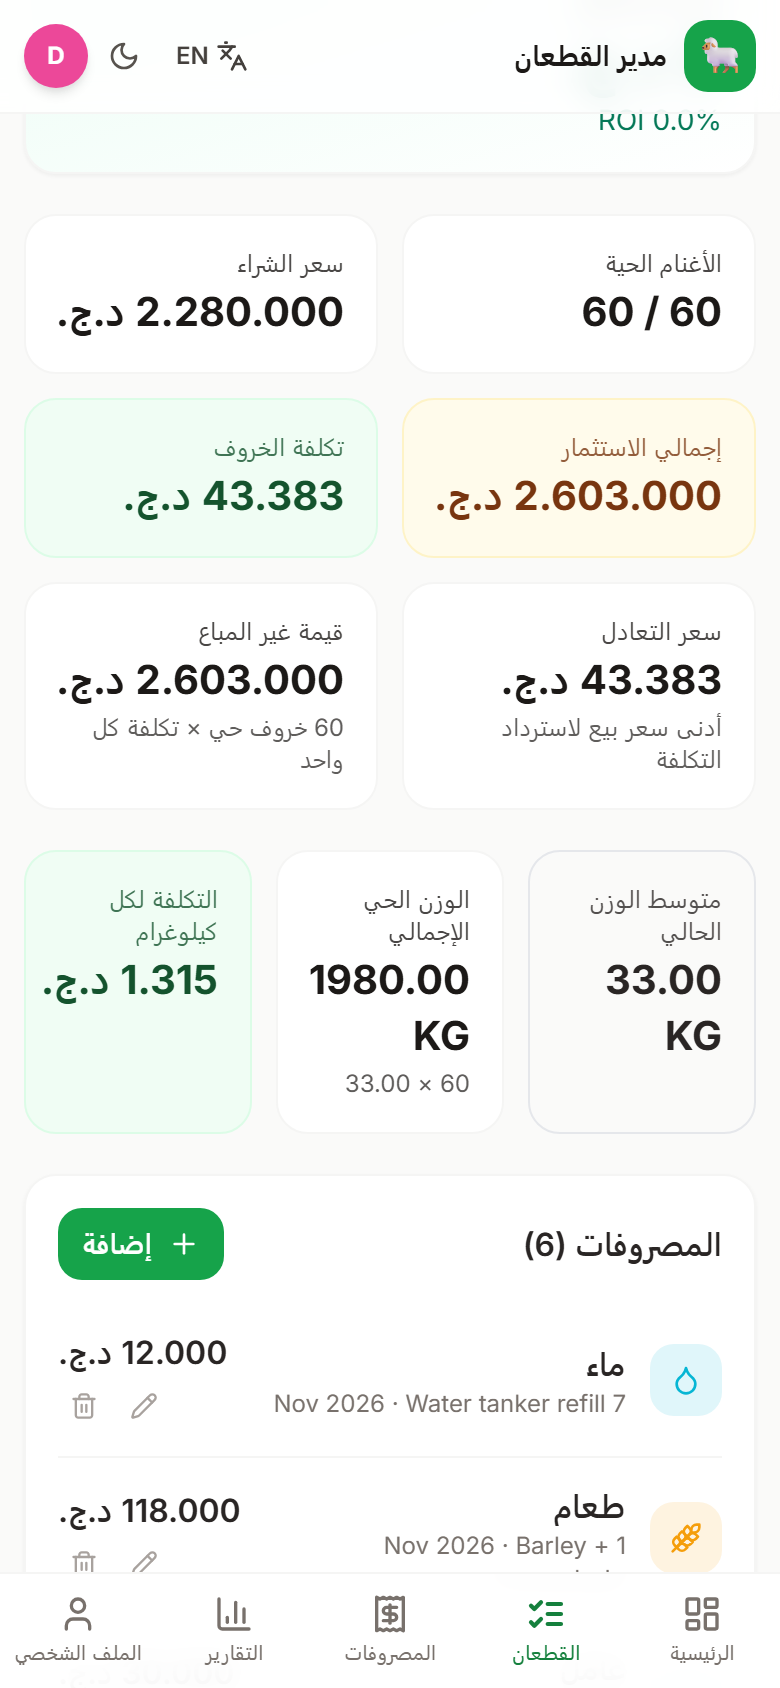 مدير القطعان
EN
D
ROI 0.0%
الأغنام الحية
60 / 60
سعر الشراء
2.280.000 د.ج.
إجمالي الاستثمار
2.603.000 د.ج.
تكلفة الخروف
43.383 د.ج.
سعر التعادل
43.383 د.ج.
أدنى سعر بيع لاسترداد
التكلفة
قيمة غير المباع
2.603.000 د.ج.
60 خروف حي × تكلفة كل
واحد
متوسط الوزن
الحالي
33.00
KG
الوزن الحي
الإجمالي
1980.00
KG
33.00 × 60
التكلفة لكل
كيلوغرام
1.315 د.ج.
المصروفات (6)
إضافة
ماء
7 Nov 2026 · Water tanker refill
12.000 د.ج.
طعام
1 Nov 2026 · Barley +
118.000 د.ج.
الرئيسية
القطعان
المصروفات
التقارير
الملف الشخصي